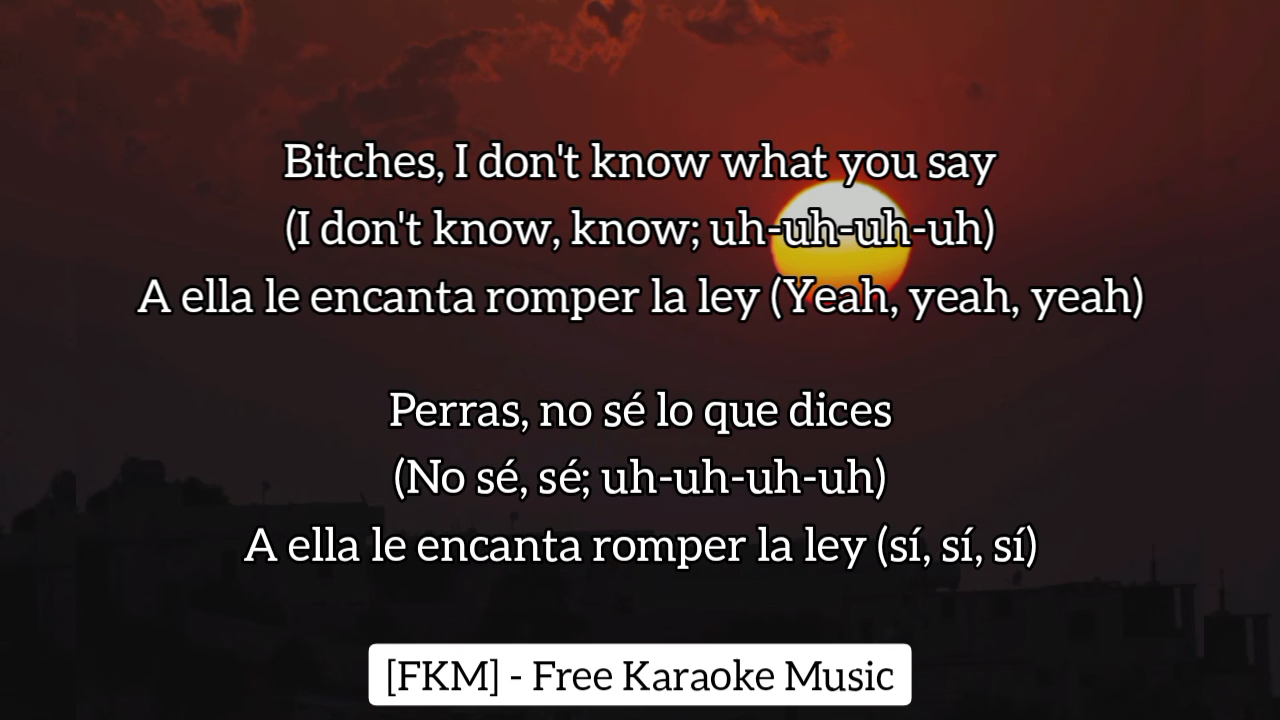 Bitches, I don't know what you say
(I don't know, know; uh-uh-uh-uh)
A ella le encanta romper la ley (Yeah, yeah, yeah)
Perras, no sé lo que dices
(No sé, sé; uh-uh-uh-uh)
A ella le encanta romper la ley (sí, sí, sí)
[FKM] - Free Karaoke Music